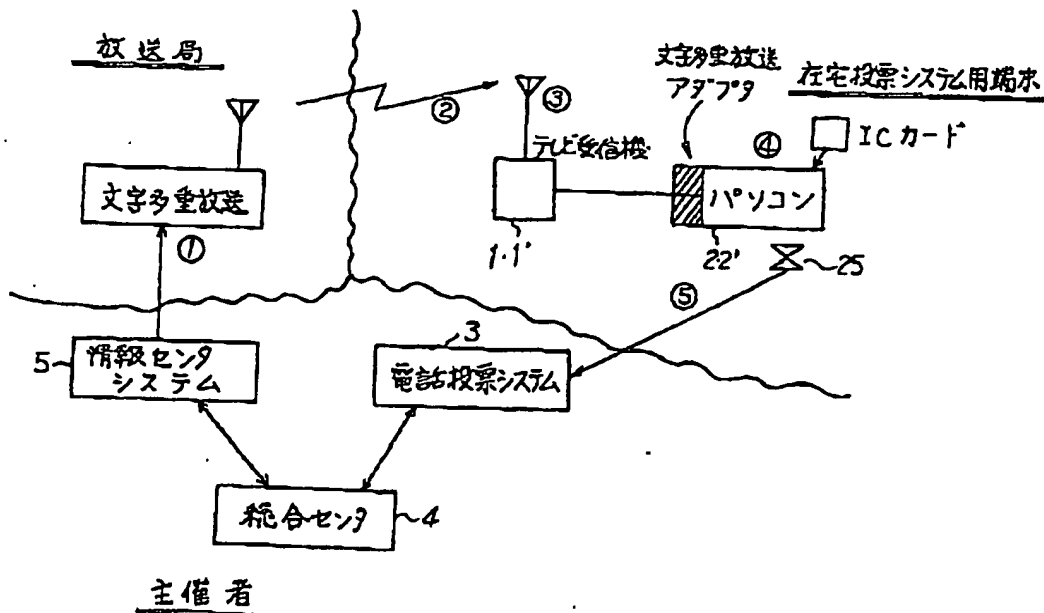 放送局
文字多重放送
①
②
③
テレビ受信機
1.1'
文字多重放送
アダプタ
在宅投票システム用端末
④
ICカード
パソコン
2.2'
25
⑤
5
情報センタ
システム
3
電話投票システム
総合センタ
4
主催者